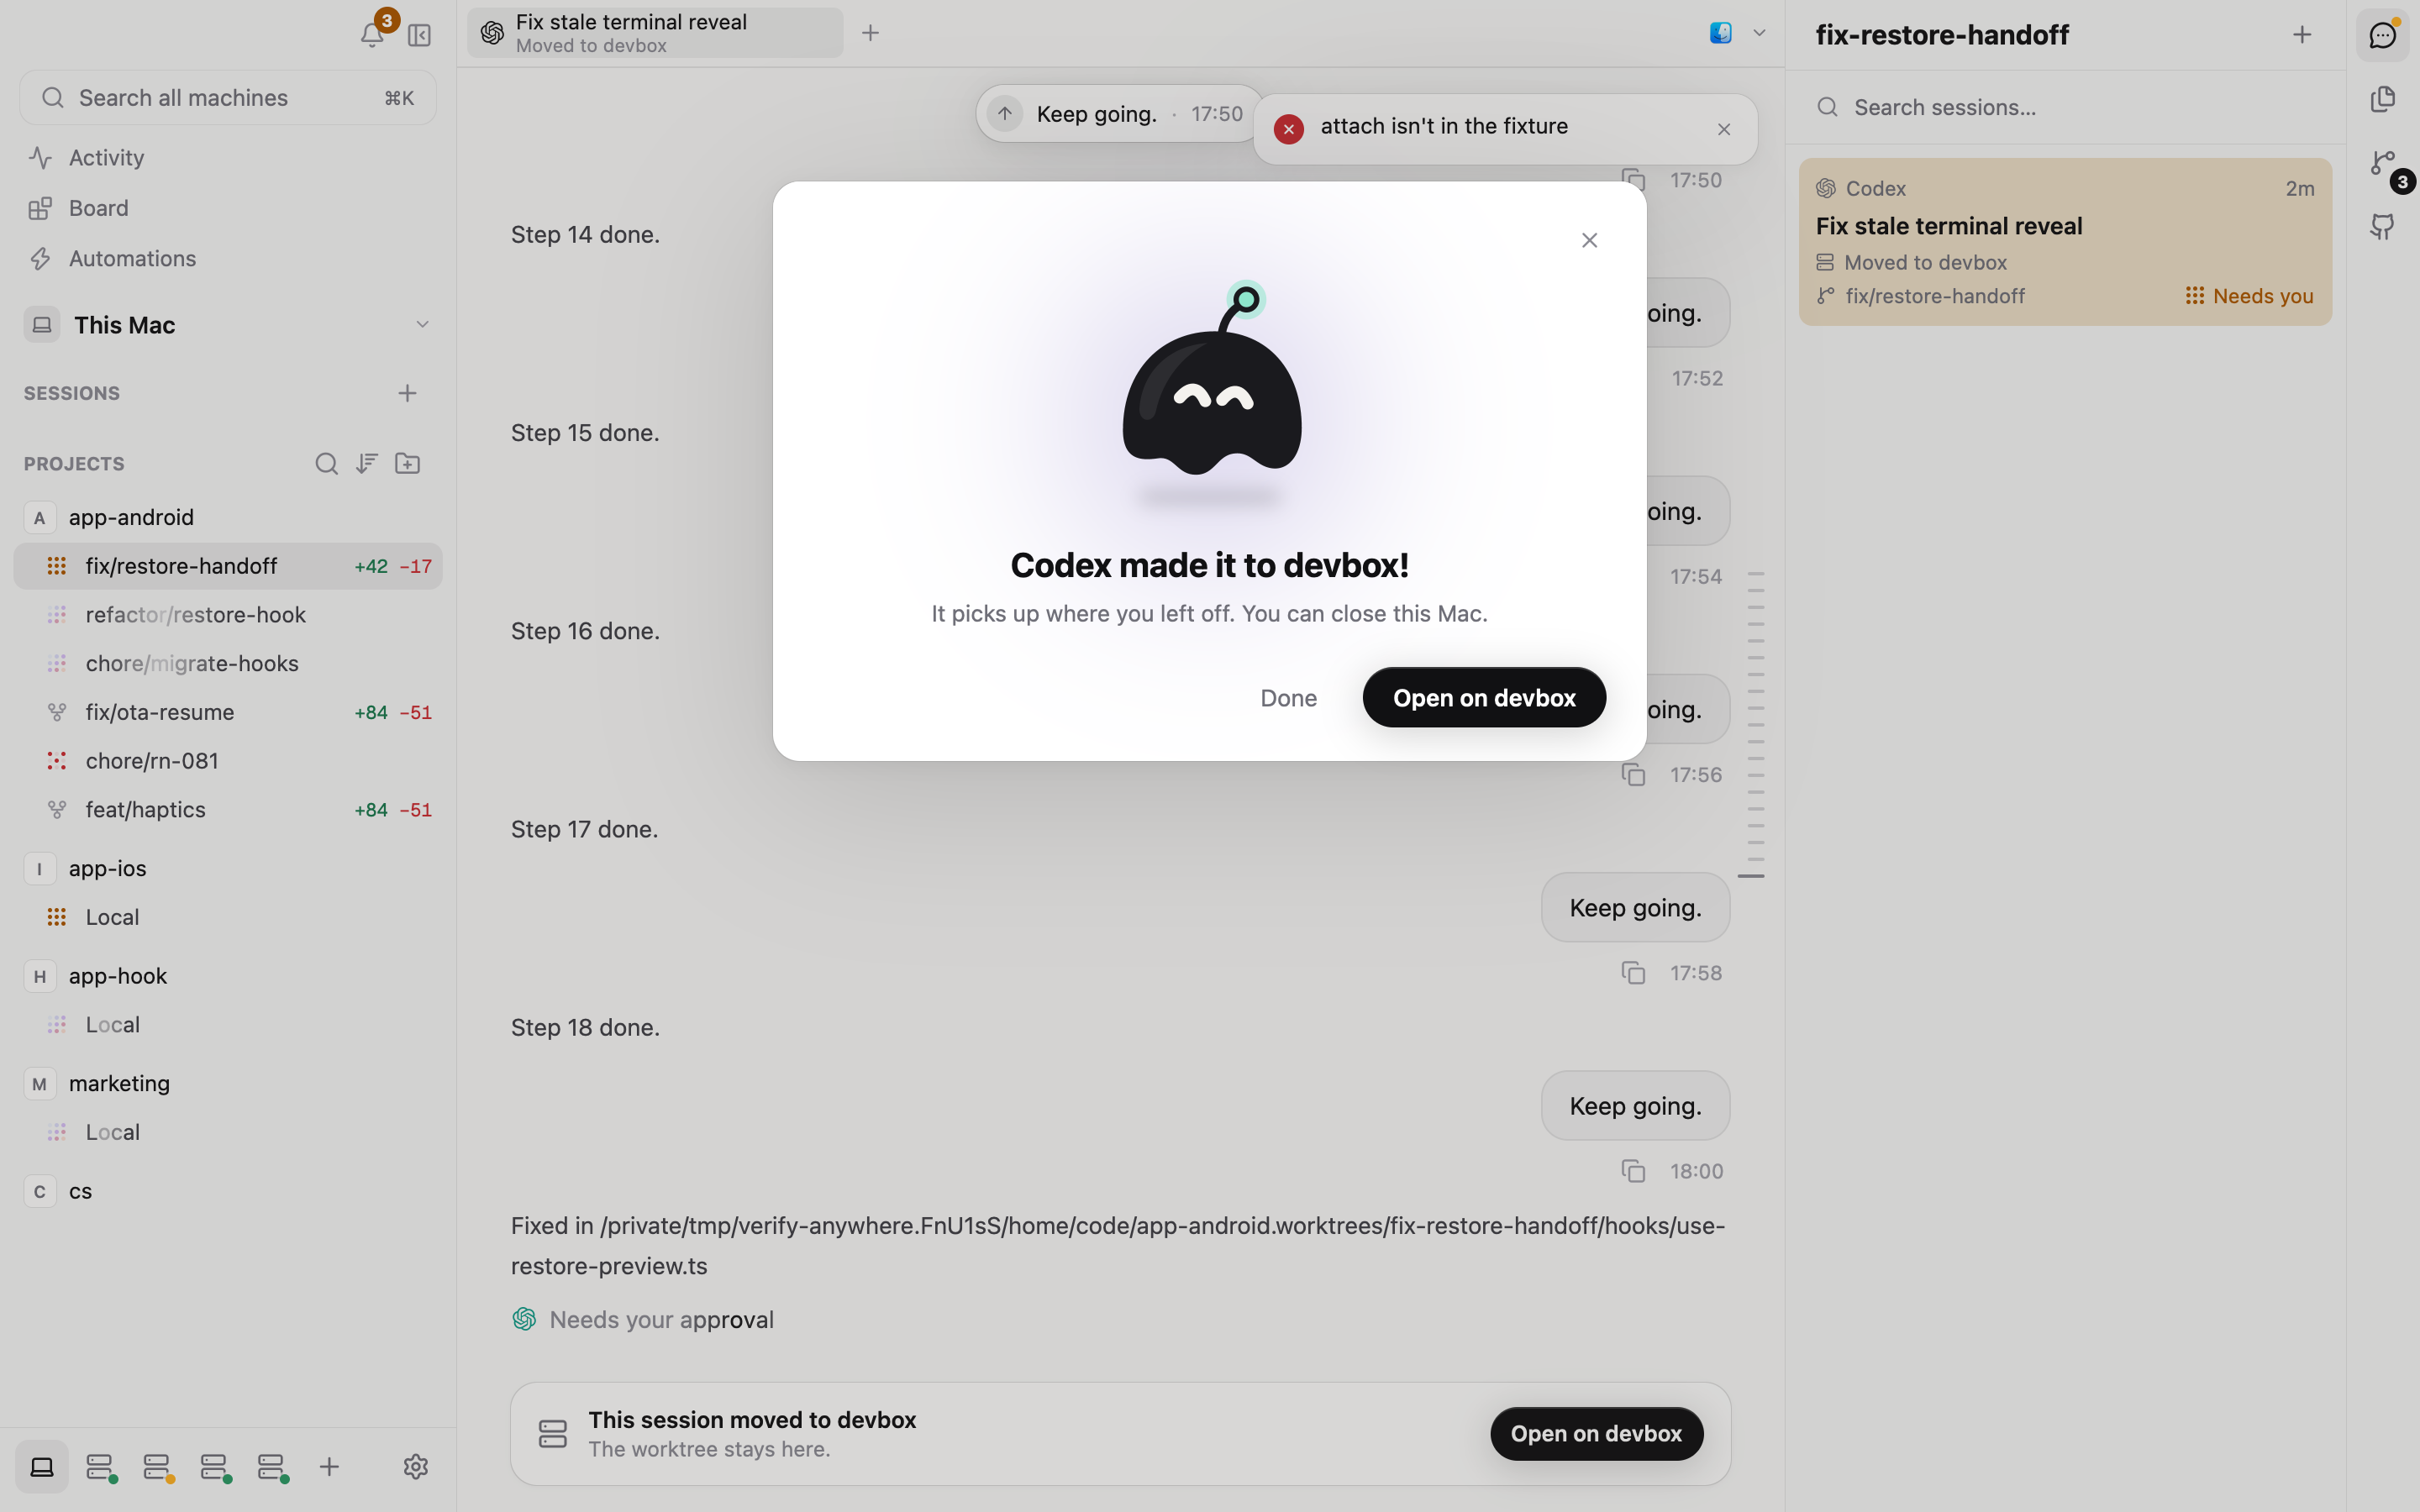 3
Search all machines
⌘K
Activity
Board
Automations
This Mac
SESSIONS
PROJECTS
A
app-android
fix/restore-handoff
+42 −17
refactor/restore-hook
chore/migrate-hooks
fix/ota-resume
+84 −51
chore/rn-081
feat/haptics
+84 −51
I
app-ios
Local
H
app-hook
Local
M
marketing
Local
C
cs
Fix stale terminal reveal
Moved to devbox
Keep going. · 17:50
attach isn't in the fixture
17:50
Step 14 done.
oing.
17:52
Step 15 done.
oing.
17:54
Step 16 done.
oing.
17:56
Step 17 done.
Keep going.
17:58
Step 18 done.
Keep going.
18:00
Fixed in /private/tmp/verify-anywhere.FnU1sS/home/code/app-android.worktrees/fix-restore-handoff/hooks/use-
restore-preview.ts
Needs your approval
This session moved to devbox
The worktree stays here.
Open on devbox
Codex made it to devbox!
It picks up where you left off. You can close this Mac.
Done
Open on devbox
fix-restore-handoff
Search sessions...
Codex
2m
Fix stale terminal reveal
Moved to devbox
fix/restore-handoff
Needs you
3